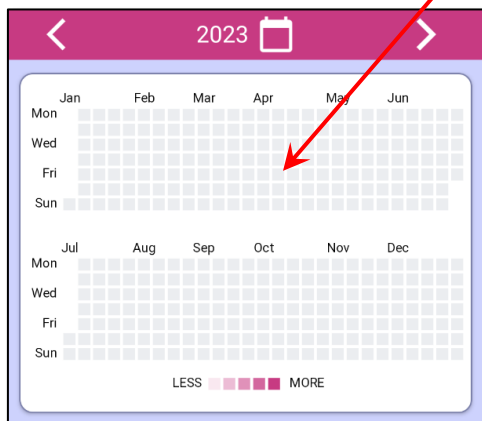 2023
Jan Feb Mar Apr May Jun
Mon
Wed
Fri
Sun
Jul Aug Sep Oct Nov Dec
Mon
Wed
Fri
Sun
LESS MORE